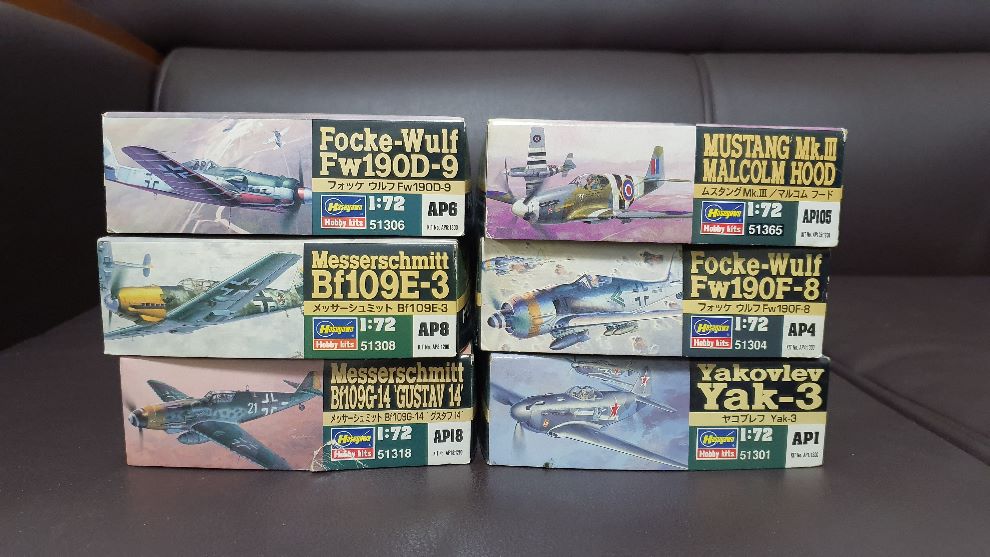 Focke-Wulf
Fw190D-9
フォッケ ウルフ Fw190D-9
Hasegawa
Hobby kits
1:72
51306
AP6
Messerschmitt
Bf109E-3
メッサーシュミット Bf109E-3
Hasegawa
Hobby kits
1:72
51308
AP8
Messerschmitt
Bf109G-14 'GUSTAV 14'
メッサーシュミット Bf109G-14 グスタフ14
21
Hasegawa
Hobby kits
1:72
51318
AP18
MUSTANG Mk.III
MALCOLM HOOD
ムスタング Mk.III/マルコム フード
Hasegawa
Hobby kits
1:72
51365
AP105
Focke-Wulf
Fw190F-8
フォッケ ウルフ Fw190F-8
Hasegawa
Hobby kits
1:72
51304
AP4
Yakovlev
Yak-3
ヤコブレフ Yak-3
Hasegawa
Hobby kits
1:72
51301
AP1